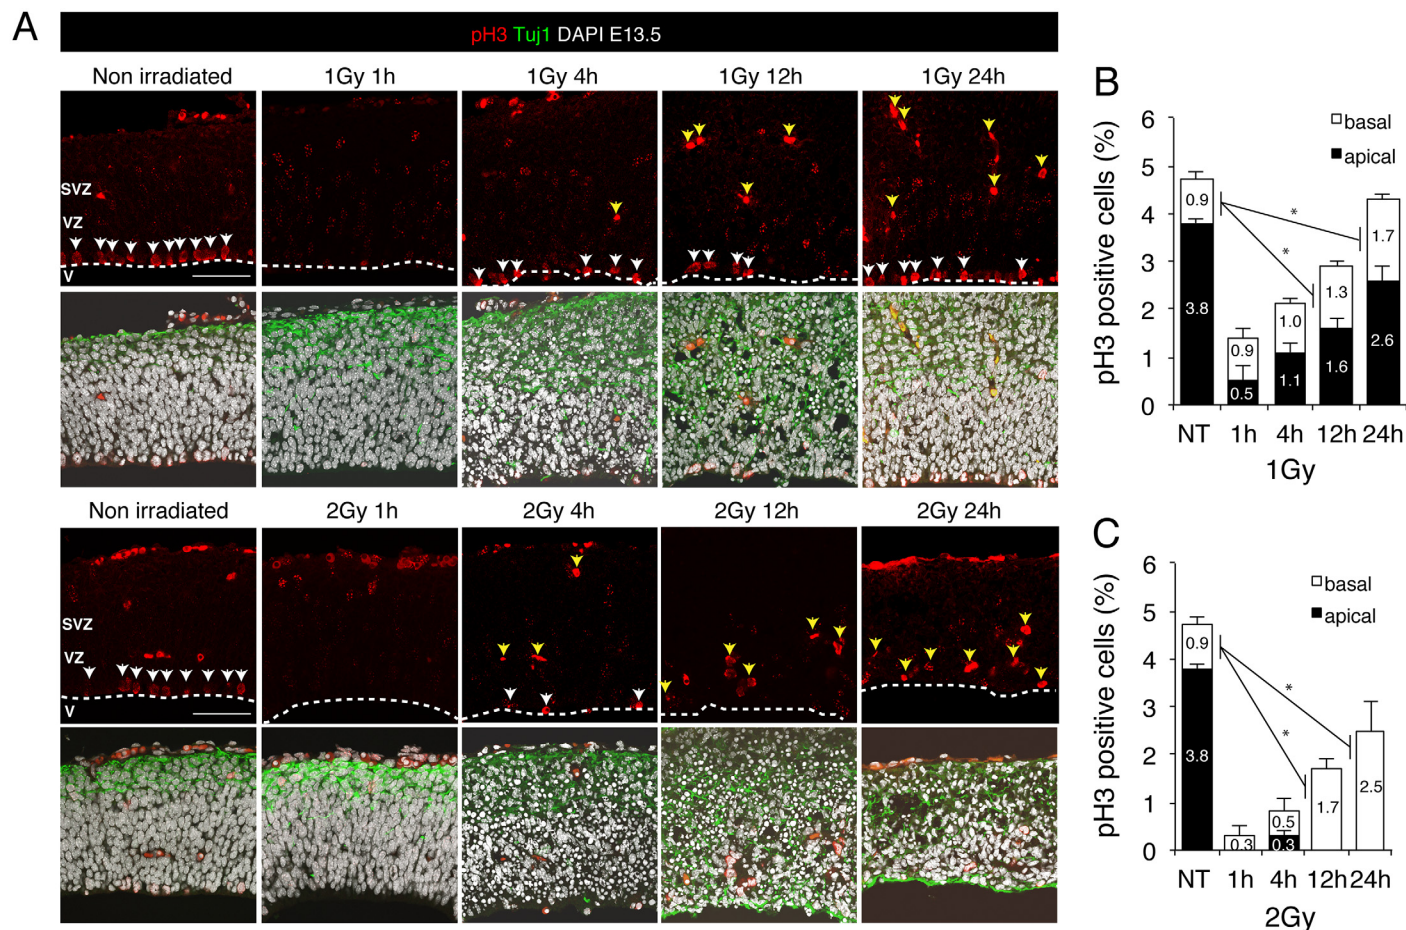 A
pH3 Tuj1 DAPI E13.5
Non irradiated 1Gy 1h 1Gy 4h 1Gy 12h 1Gy 24h
SVZ
VZ
V
Non irradiated 2Gy 1h 2Gy 4h 2Gy 12h 2Gy 24h
SVZ
VZ
V
B
pH3 positive cells (%)
6
5
4
3
2
1
0
basal
apical
0.9
3.8
0.9
0.5
1.0
1.1
1.3
1.6
1.7
2.6
*
*
NT 1h 4h 12h 24h
1Gy
C
pH3 positive cells (%)
6
5
4
3
2
1
0
basal
apical
0.9
3.8
0.3
0.5
0.3
1.7
2.5
*
*
NT 1h 4h 12h 24h
2Gy